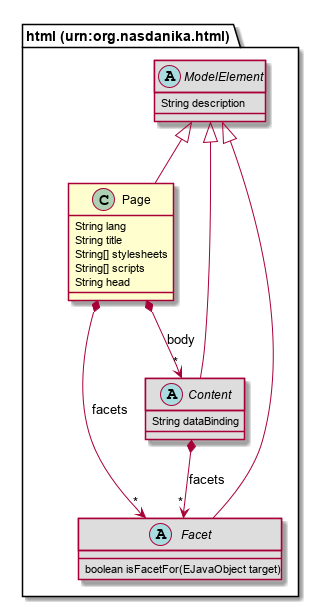 html (urn:org.nasdanika.html)
A ModelElement
String description
C Page
String lang
String title
String[] stylesheets
String[] scripts
String head
body
*
A Content
String dataBinding
facets
facets
*
*
A Facet
boolean isFacetFor(EJavaObject target)